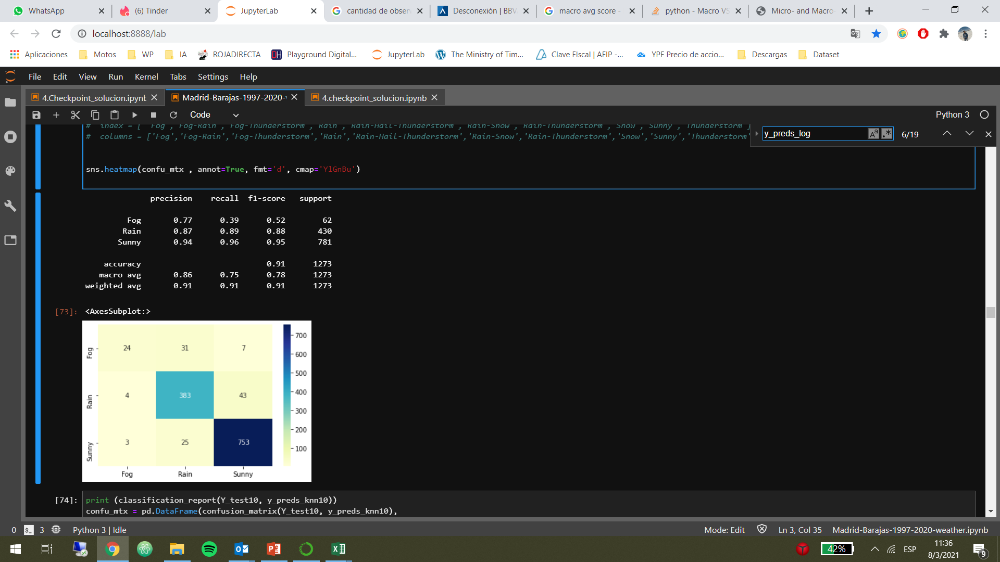 WhatsApp
(6) Tinder
JupyterLab
cantidad de obser
Desconexión | BBV
macro avg score -
python - Macro VS
Micro- and Macro-
localhost:8888/lab
Aplicaciones
Motos
WP
IA
ROJADIRECTA
Playground Digital...
JupyterLab
The Ministry of Tim...
Clave FIscal | AFIP -...
YPF Precio de accio...
Descargas
Dataset
File Edit View Run Kernel Tabs Settings Help
4.Checkpoint_solucion.ipynb
Madrid-Barajas-1997-2020-
4.checkpoint_solucion.ipynb
Code
Python 3
# index = [ 'Fog','Fog-Rain','Fog-Thunderstorm','Rain','Rain-Hail-Thunderstorm','Rain-Snow','Rain-Thunderstorm','Snow','Sunny','Thunderstorm']
# columns = ['Fog','Fog-Rain','Fog-Thunderstorm','Rain','Rain-Hail-Thunderstorm','Rain-Snow','Rain-Thunderstorm','Snow','Sunny','Thunderstorm'
y_preds_log
6/19
sns.heatmap(confu_mtx , annot=True, fmt='d', cmap='YlGnBu')
precision recall f1-score support
Fog 0.77 0.39 0.52 62
Rain 0.87 0.89 0.88 430
Sunny 0.94 0.96 0.95 781
accuracy 0.91 1273
macro avg 0.86 0.75 0.78 1273
weighted avg 0.91 0.91 0.91 1273
[73]: <AxesSubplot:>
Fog 24 31 7
Rain 4 383 43
Sunny 3 25 753
Fog Rain Sunny
700
600
500
400
300
200
100
[74]: print (classification_report(Y_test10, y_preds_knn10))
confu_mtx = pd.DataFrame(confusion_matrix(Y_test10, y_preds_knn10),
0 $_ 3 Python 3 | Idle
Mode: Edit
Ln 3, Col 35
Madrid-Barajas-1997-2020-weather.ipynb
42%
ESP
11:36
8/3/2021
9